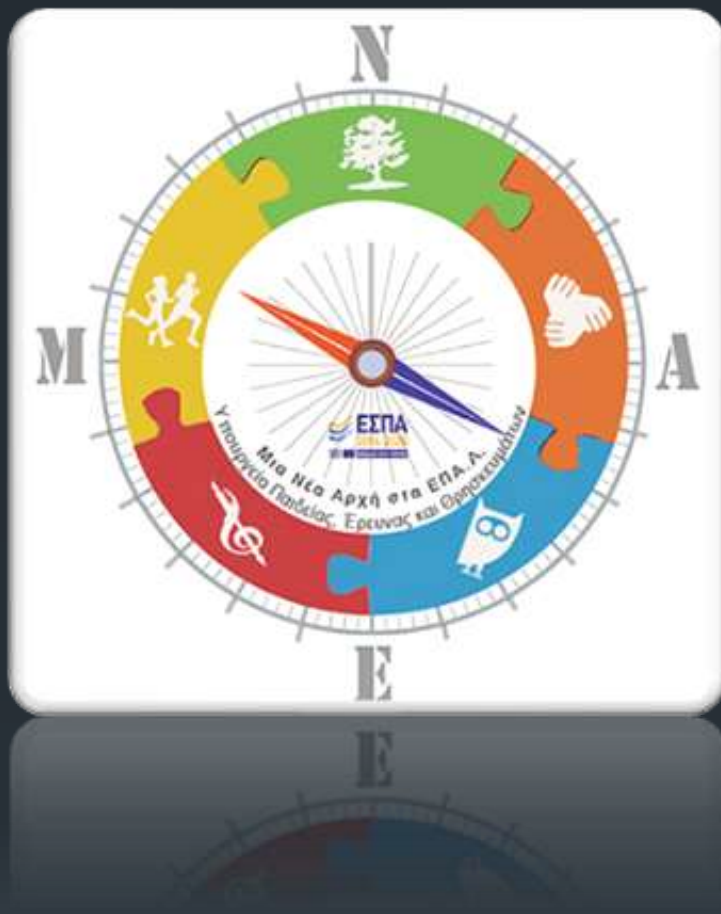 Ν
Μ
Α
ΕΣΠΑ
Μια Νέα Αρχή στα ΕΠΑ.Λ.
Υπουργείο Παιδείας, Έρευνας και Θρησκευμάτων
Ε
Ε